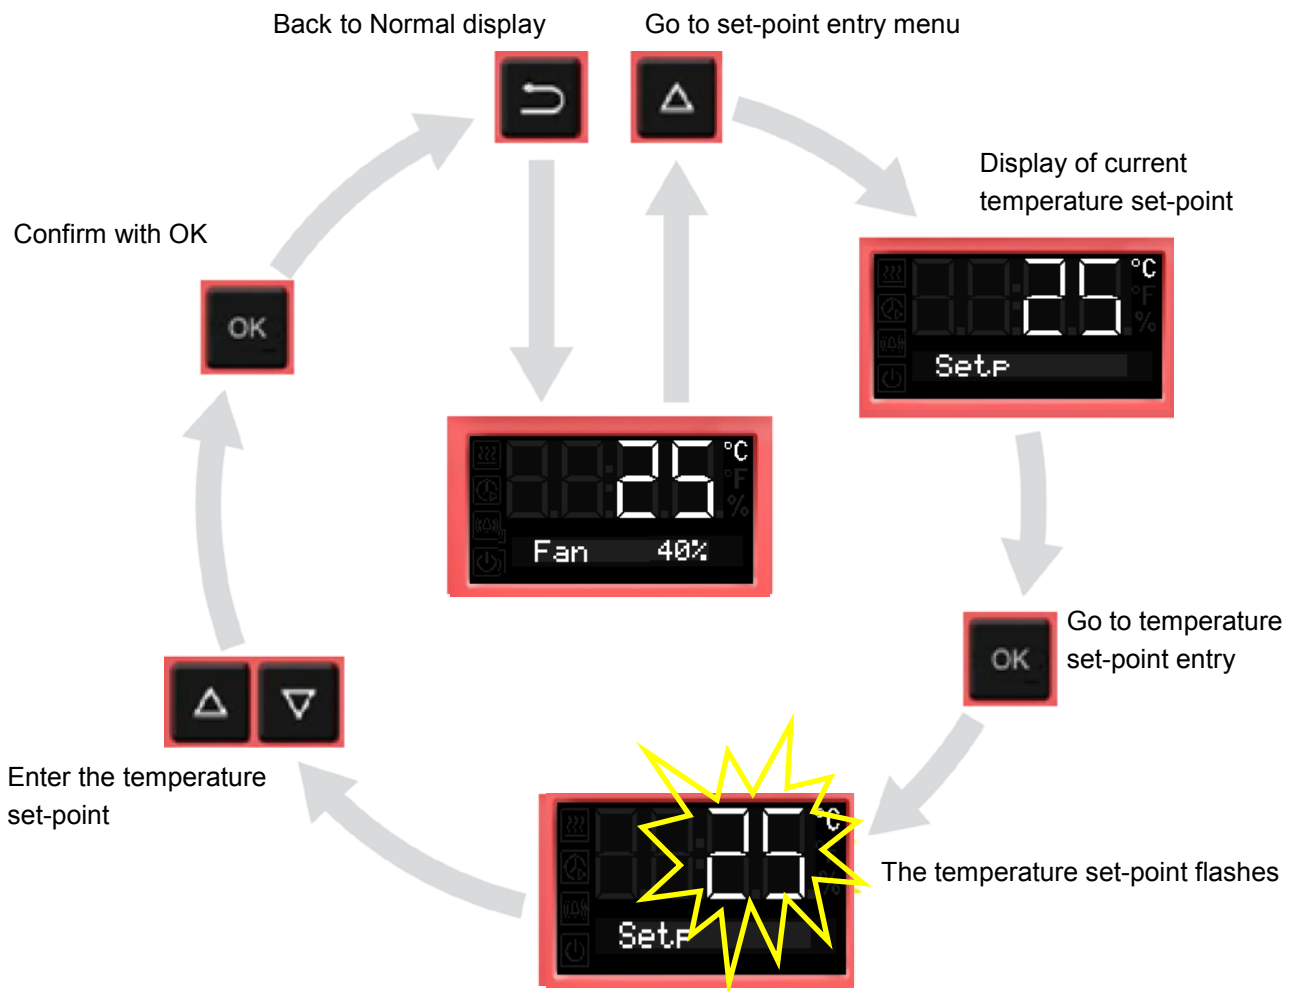 Back to Normal display
Go to set-point entry menu
Display of current
temperature set-point
Confirm with OK
OK
25 °C
°F
%
Setp
25 °C
°F
%
Fan 40%
Go to temperature
set-point entry
OK
Enter the temperature
set-point
25 °C
%
Setp
The temperature set-point flashes